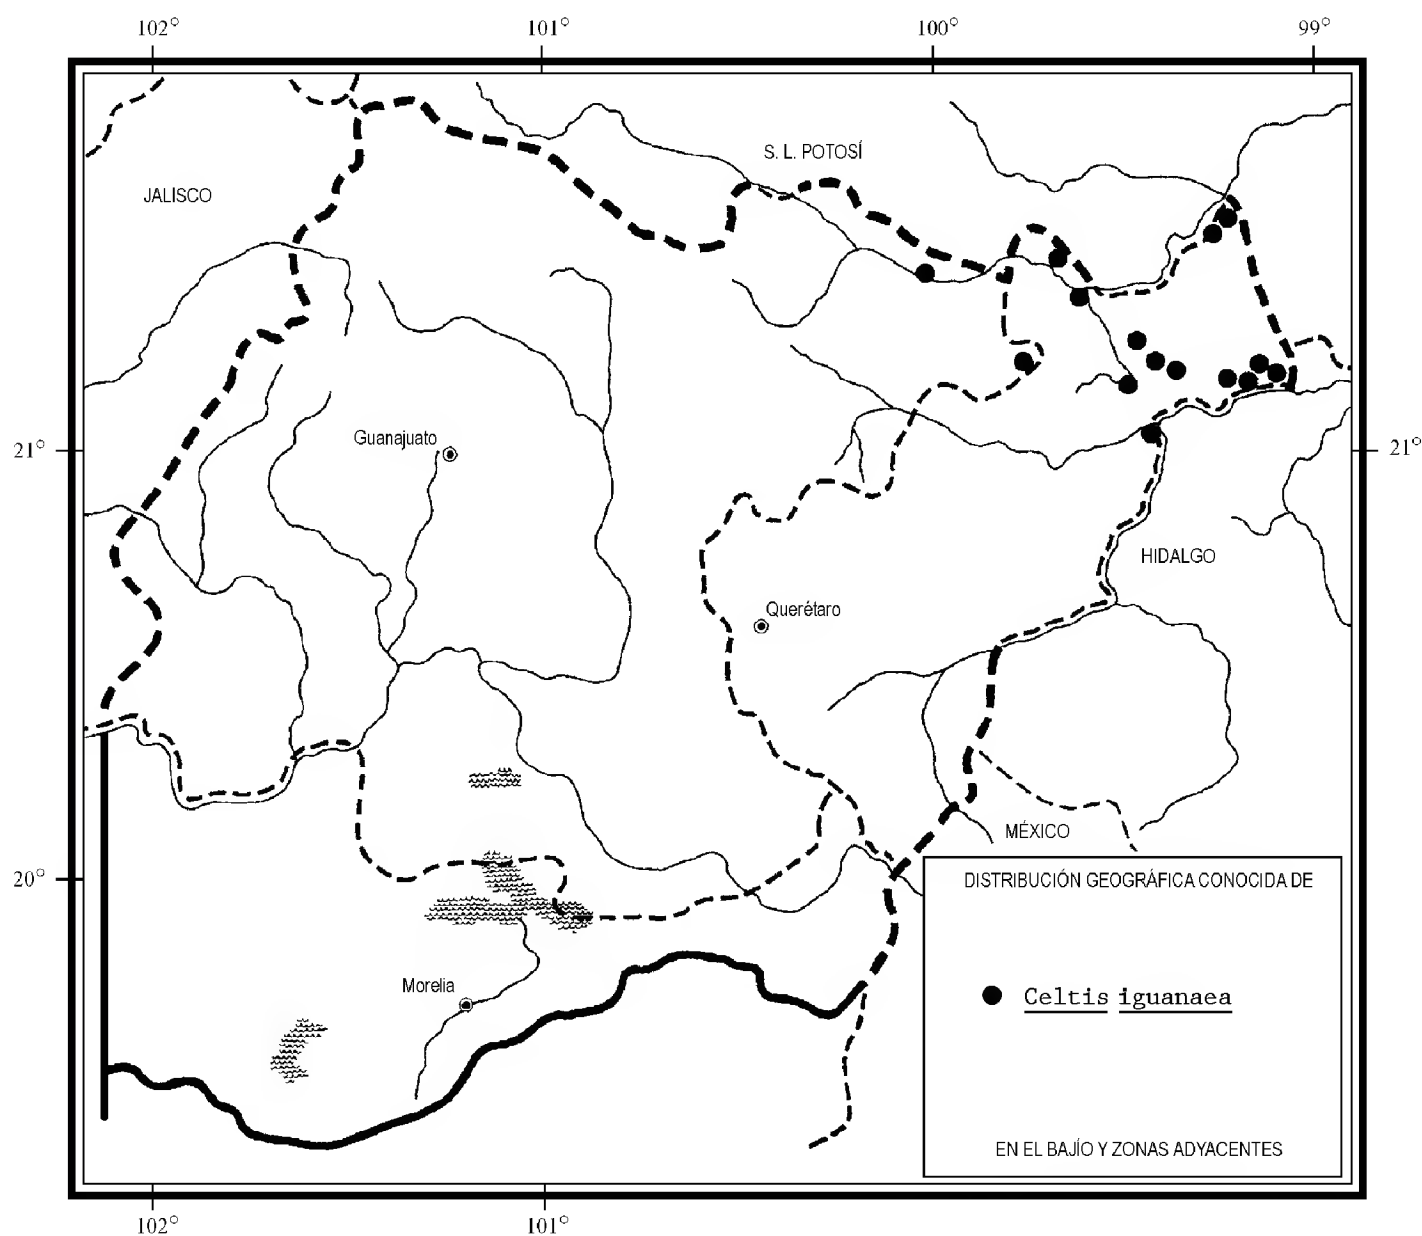 102° 101° 100° 99°
S. L. POTOSÍ
JALISCO
Guanajuato
21° 21°
HIDALGO
Querétaro
MÉXICO
20°
DISTRIBUCIÓN GEOGRÁFICA CONOCIDA DE
Morelia
Celtis iguanaea
EN EL BAJÍO Y ZONAS ADYACENTES
102° 101°